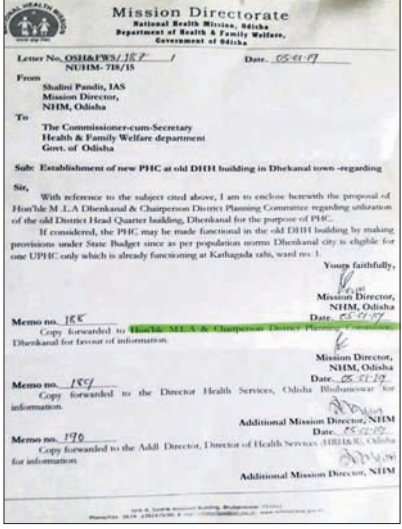 Mission Directorate
National Health Mission, Odisha
Department of Health & Family Welfare,
Government of Odisha
Letter No. OSH&FWS/ 187 /
Date. 05-01-19
NUHM- 718/15
From
Shalini Pandit, IAS
Mission Director,
NHM, Odisha
To
The Commissioner-cum-Secretary
Health & Family Welfare department
Govt. of Odisha
Sub: Establishment of new PHC at old DHH building in Dhekanal town -regarding
Sir,
With reference to the subject cited above, I am to enclose herewith the proposal of
Hon'ble M .L.A Dhenkanal & Chairperson District Planning Committee regarding utilization
of the old District Head Quarter building, Dhenkanal for the purpose of PHC.
If considered, the PHC may be made functional in the old DHH building by making
provisions under State Budget since as per population norms Dhenkanal city is eligible for
one UPHC only which is already functioning at Kathagada sahi, ward no. 1.
Yours faithfully,
Mission Director,
NHM, Odisha
Memo no. 188
Date. 05-01-19
Copy forwarded to Hon'ble M.L.A & Chairperson District Planning Committee,
Dhenkanal for favour of information.
Mission Director,
NHM, Odisha
Memo no. 189
Date. 05-01-19
Copy forwarded to the Director Health Services, Odisha Bhubaneswar for
information.
Additional Mission Director, NHM
Memo no. 190
Date. 05-01-19
Copy forwarded to the Addl Director, Director of Health Services (HRH&R), Odisha
for information.
Additional Mission Director, NHM